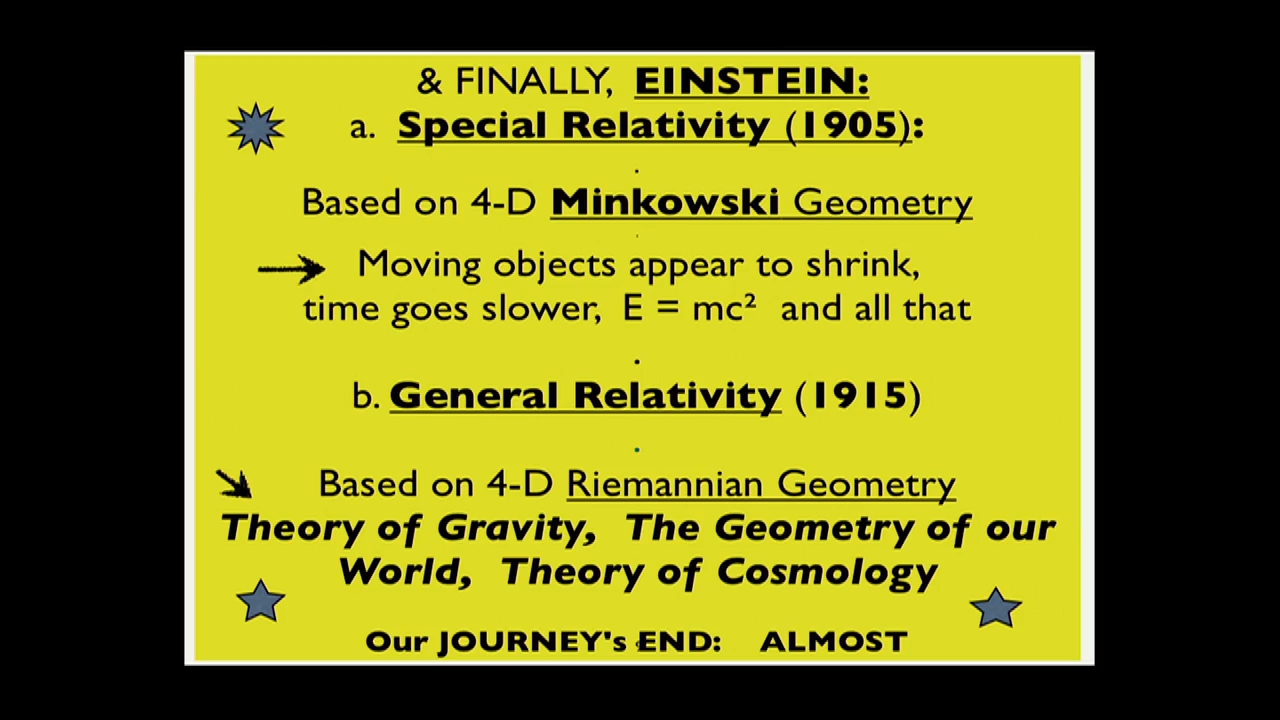 & FINALLY, EINSTEIN:
a. Special Relativity (1905):
.
Based on 4-D Minkowski Geometry
.
Moving objects appear to shrink,
time goes slower, E = mc² and all that
.
b. General Relativity (1915)
.
Based on 4-D Riemannian Geometry
Theory of Gravity, The Geometry of our
World, Theory of Cosmology
Our JOURNEY's END: ALMOST